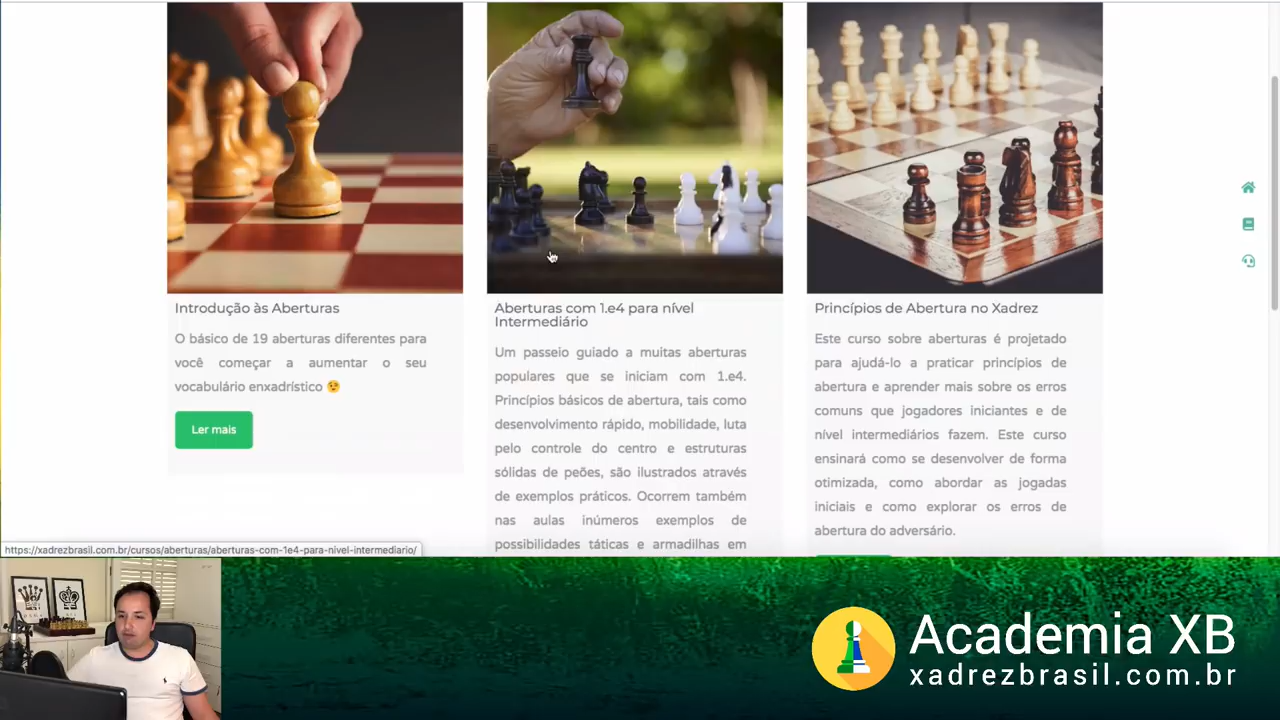 Introdução às Aberturas
O básico de 19 aberturas diferentes para
você começar a aumentar o seu
vocabulário enxadrístico 😉
Ler mais
Aberturas com 1.e4 para nível
Intermediário
Um passeio guiado a muitas aberturas
populares que se iniciam com 1.e4.
Princípios básicos de abertura, tais como
desenvolvimento rápido, mobilidade, luta
pelo controle do centro e estruturas
sólidas de peões, são ilustrados através
de exemplos práticos. Ocorrem também
nas aulas inúmeros exemplos de
possibilidades táticas e armadilhas em
Princípios de Abertura no Xadrez
Este curso sobre aberturas é projetado
para ajudá-lo a praticar princípios de
abertura e aprender mais sobre os erros
comuns que jogadores iniciantes e de
nível intermediários fazem. Este curso
ensinará como se desenvolver de forma
otimizada, como abordar as jogadas
iniciais e como explorar os erros de
abertura do adversário.
https://xadrezbrasil.com.br/cursos/aberturas/aberturas-com-1e4-para-nivel-intermediario/
Academia XB
xadrezbrasil.com.br